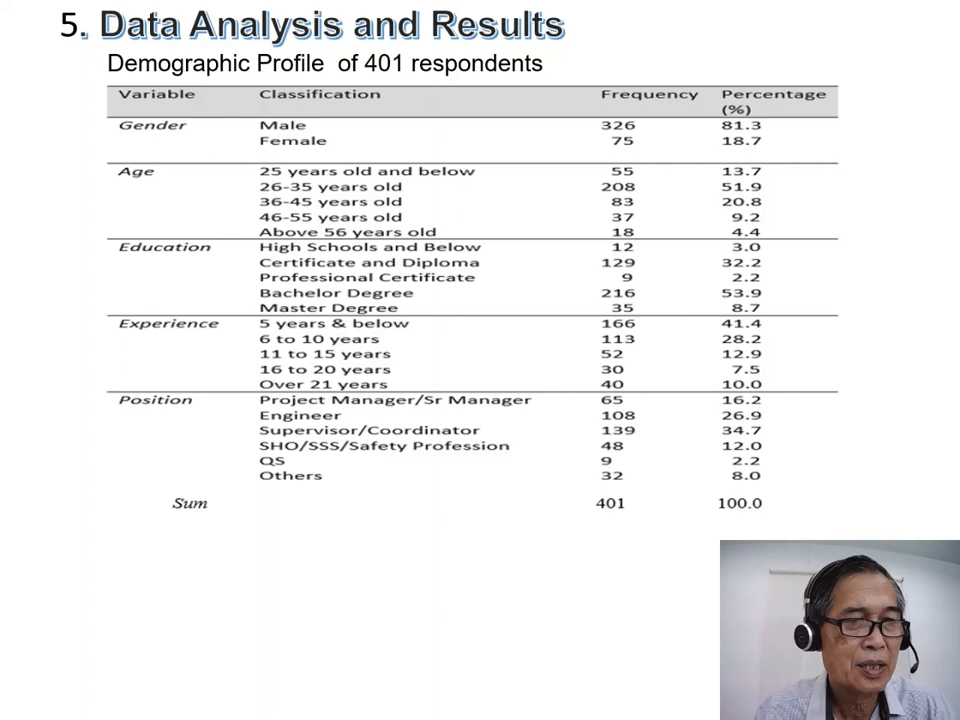 5. Data Analysis and Results
Demographic Profile of 401 respondents
Variable Classification Frequency Percentage (%)
Gender Male 326 81.3
Female 75 18.7
Age 25 years old and below 55 13.7
26-35 years old 208 51.9
36-45 years old 83 20.8
46-55 years old 37 9.2
Above 56 years old 18 4.4
Education High Schools and Below 12 3.0
Certificate and Diploma 129 32.2
Professional Certificate 9 2.2
Bachelor Degree 216 53.9
Master Degree 35 8.7
Experience 5 years & below 166 41.4
6 to 10 years 113 28.2
11 to 15 years 52 12.9
16 to 20 years 30 7.5
Over 21 years 40 10.0
Position Project Manager/Sr Manager 65 16.2
Engineer 108 26.9
Supervisor/Coordinator 139 34.7
SHO/SSS/Safety Profession 48 12.0
QS 9 2.2
Others 32 8.0
Sum 401 100.0